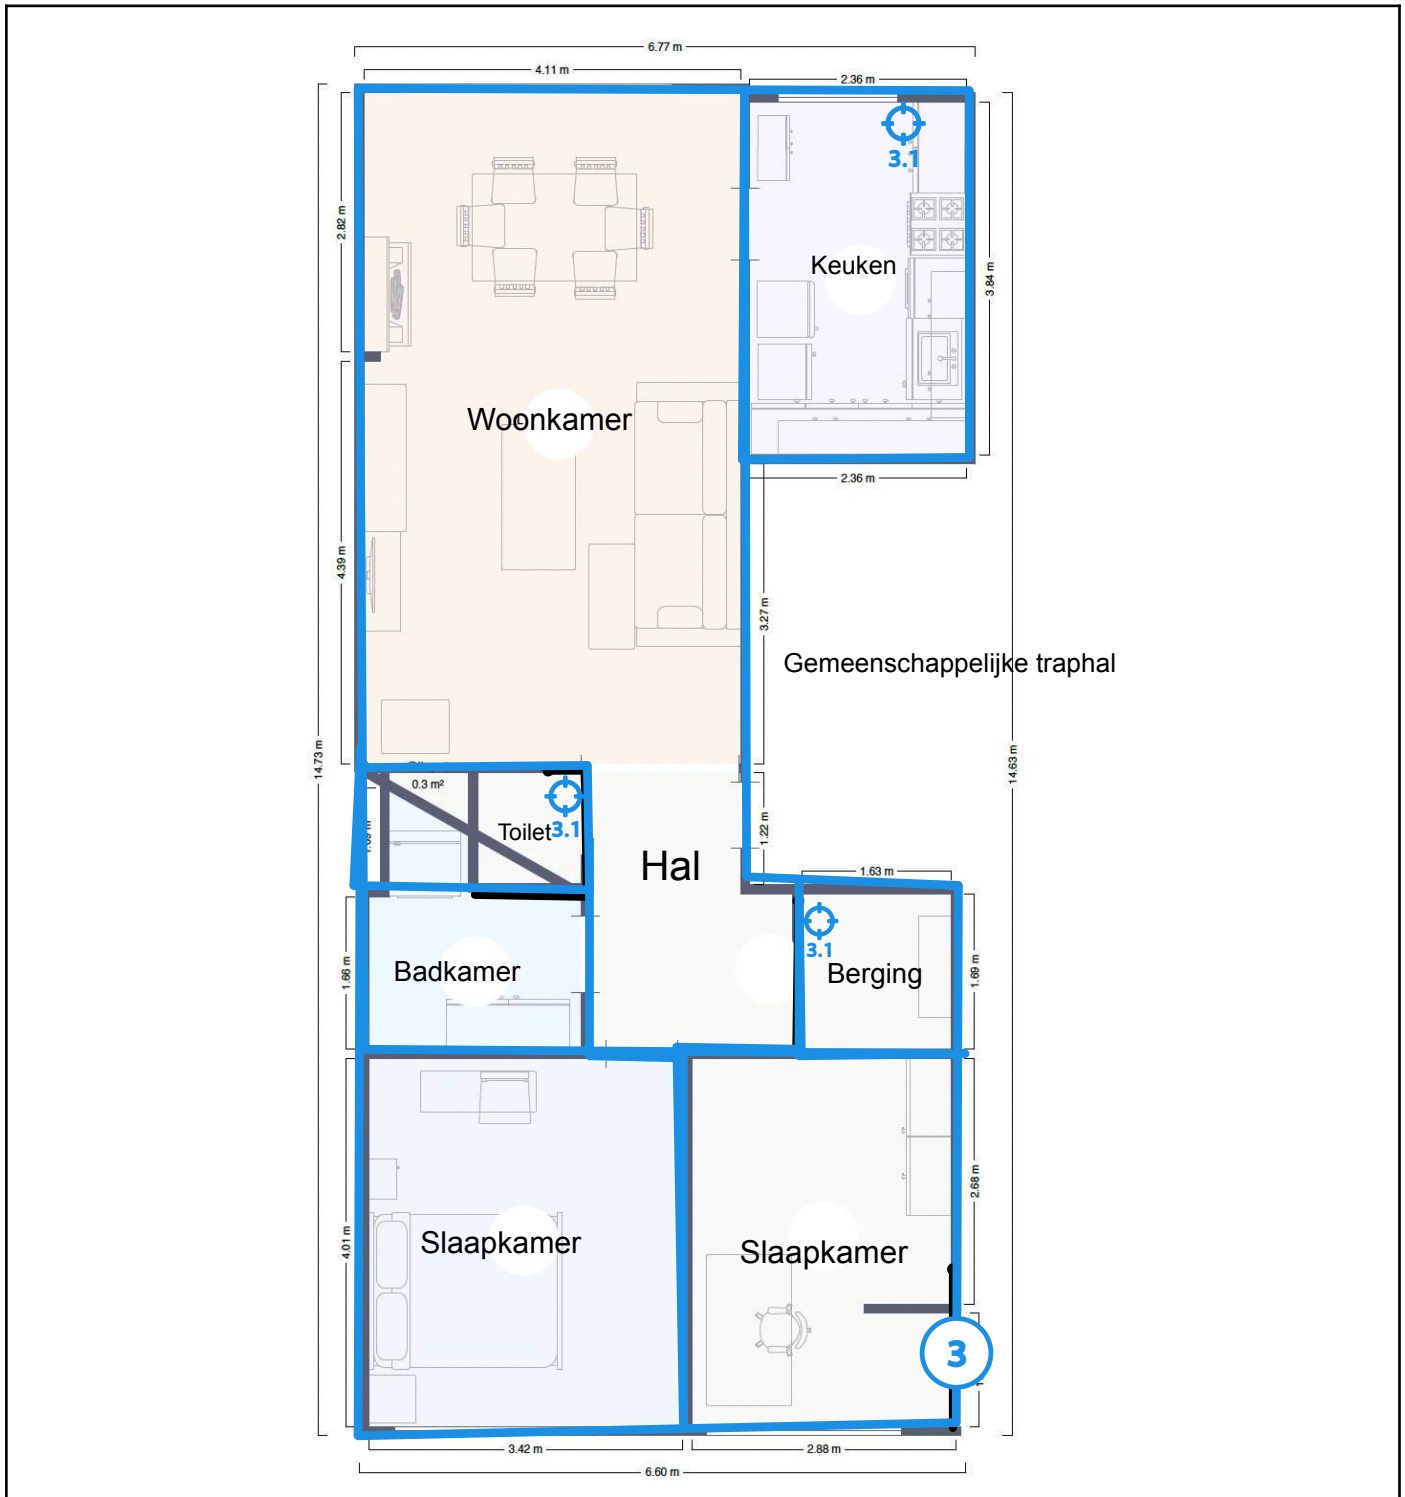 6.77 m
4.11 m
2.36 m
3.1
2.82 m
Keuken
3.84 m
Woonkamer
2.36 m
4.39 m
3.27 m
Gemeenschappelijke traphal
14.73 m
14.63 m
0.3 m²
3.1
Toilet
1.22 m
Hal
1.63 m
3.1
1.66 m
Badkamer
Berging
1.69 m
2.68 m
4.01 m
Slaapkamer
Slaapkamer
3
3.42 m
2.88 m
6.60 m